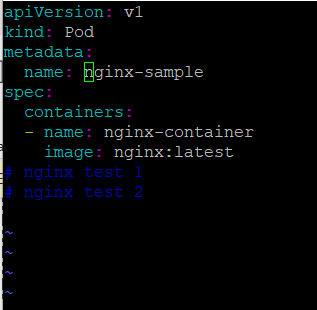 apiVersion: v1
kind: Pod
metadata:
  name: nginx-sample
spec:
  containers:
  - name: nginx-container
    image: nginx:latest
# nginx test 1
# nginx test 2
~
~
~
~